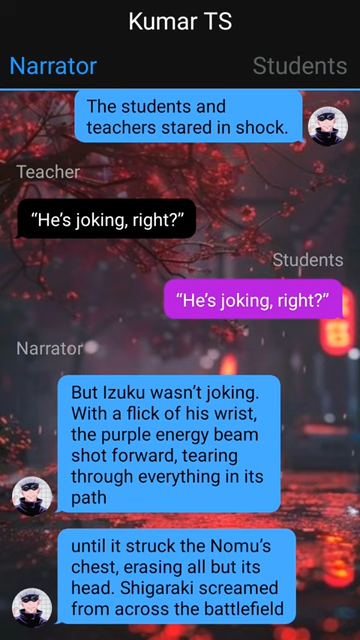 Kumar TS
Narrator
Students
The students and
teachers stared in shock.
Teacher
“He’s joking, right?”
Students
“He’s joking, right?”
Narrator
But Izuku wasn’t joking.
With a flick of his wrist,
the purple energy beam
shot forward, tearing
through everything in its
path
until it struck the Nomu’s
chest, erasing all but its
head. Shigaraki screamed
from across the battlefield